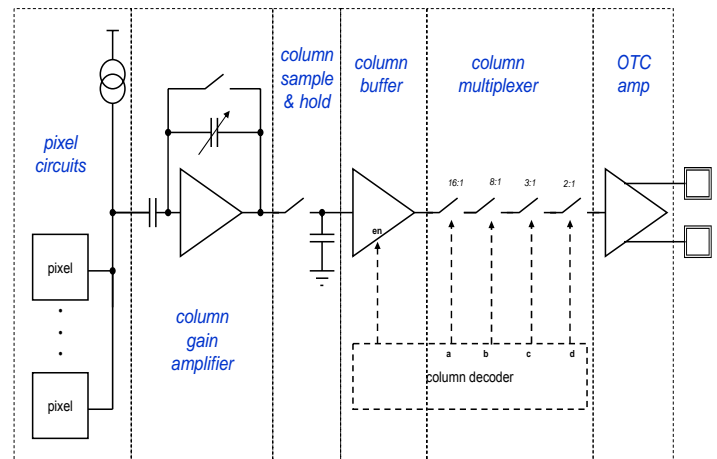 pixel
circuits
column
gain
amplifier
column
sample
& hold
column
buffer
column
multiplexer
OTC
amp
pixel
pixel
en
16:1
8:1
3:1
2:1
a
b
c
d
column decoder